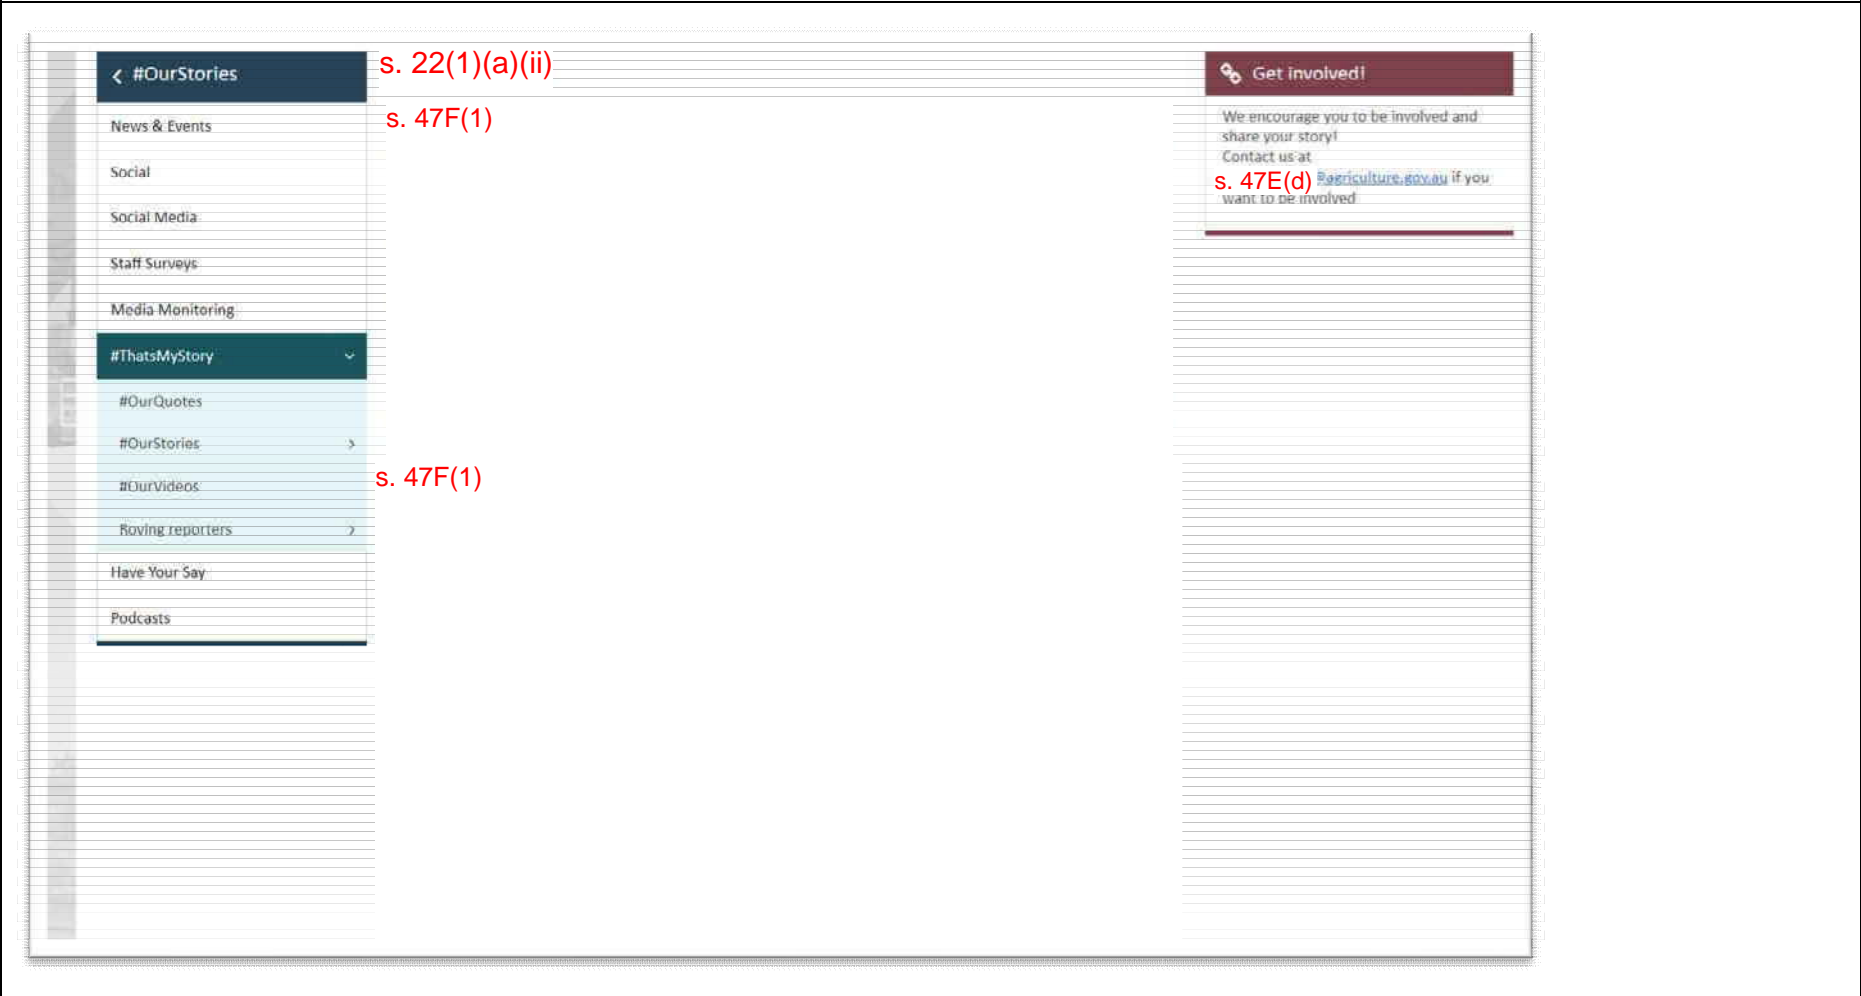 #OurStories
News & Events
Social
Social Media
Staff Surveys
Media Monitoring
#ThatsMyStory
#OurQuotes
#OurStories
#OurVideos
Roving reporters
Have Your Say
Podcasts
s. 22(1)(a)(ii)
s. 47F(1)
s. 47F(1)
Get involved!
We encourage you to be involved and
share your story!
Contact us at
s. 47E(d) @agriculture.gov.au if you
want to be involved